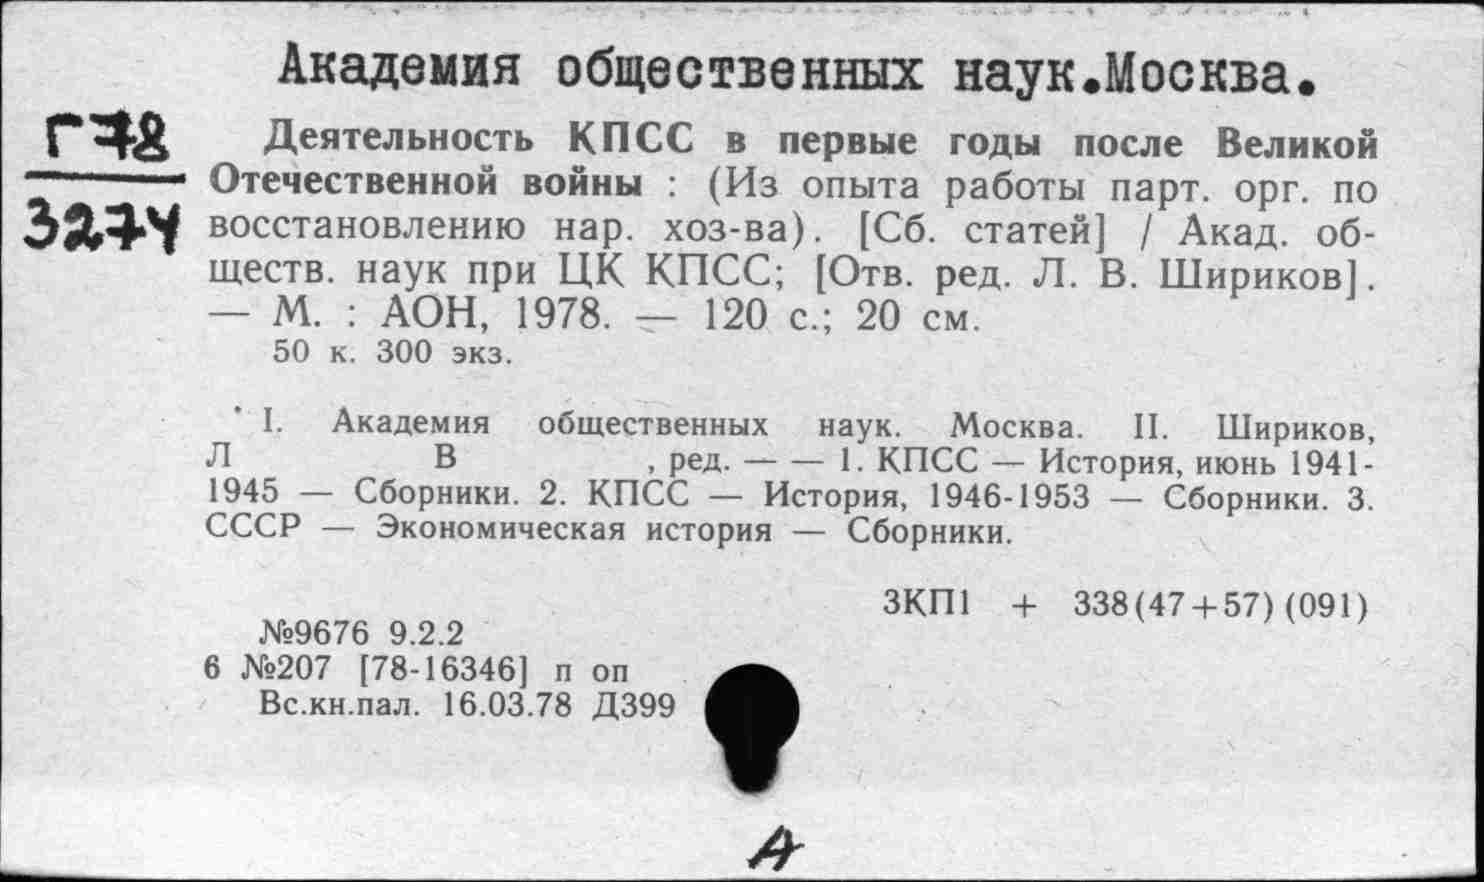 Академия общественных наук.Москва.
Г78
3274
Деятельность КПСС в первые годы после Великой
Отечественной войны : (Из опыта работы парт. орг. по
восстановлению нар. хоз-ва). [Сб. статей] / Акад. об-
ществ. наук при ЦК КПСС; [Отв. ред. Л. В. Шириков].
— М. : АОН, 1978. — 120 с.; 20 см.
50 к. 300 экз.
I. Академия общественных наук. Москва. II. Шириков,
Л В , ред. — — 1. КПСС — История, июнь 1941-
1945 — Сборники. 2. КПСС — История, 1946-1953 — Сборники. 3.
СССР — Экономическая история — Сборники.
3КП1 + 338(47+57)(091)
№9676 9.2.2
6 №207 [78-16346] п оп
Вс.кн.пал. 16.03.78 Д399
А